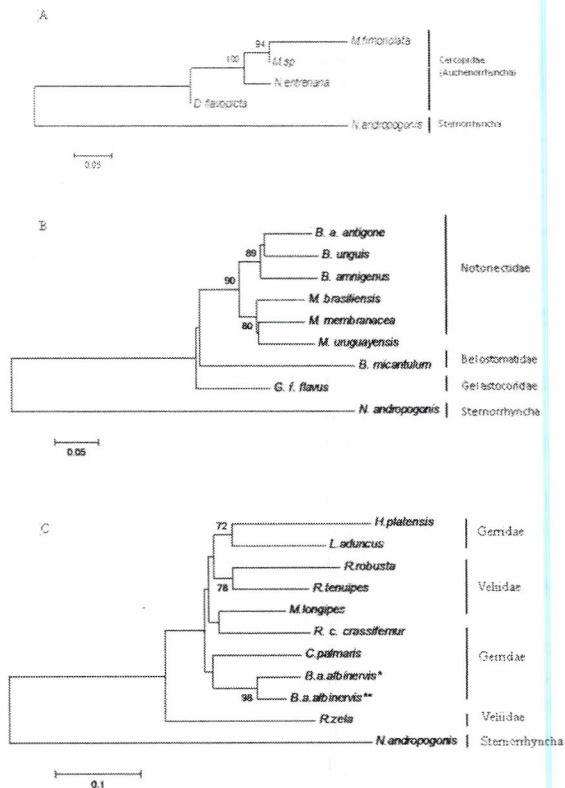 A
94
M.fimbriolata
M.sp
100
N.entreriana
D.flavopicta
N.andropogonis
Cercopidae
(Auchenorrhyncha)
Sternorrhyncha
0.05
B
B. a. antigone
89
B. unguis
B. amnigenus
90
M. brasiliensis
M. membranacea
80
M. uruguayensis
B. micantulum
G. f. flavus
N. andropogonis
Notonectidae
Belostomatidae
Gelastocoridae
Sternorrhyncha
0.05
C
72
H.platensis
L.aduncus
R.robusta
78
R.tenuipes
M.longipes
R. c. crassifemur
C.palmaris
B.a.albinervis*
98
B.a.albinervis**
R.zela
N.andropogonis
Gerridae
Veliidae
Gerridae
Veliidae
Sternorrhyncha
0.1